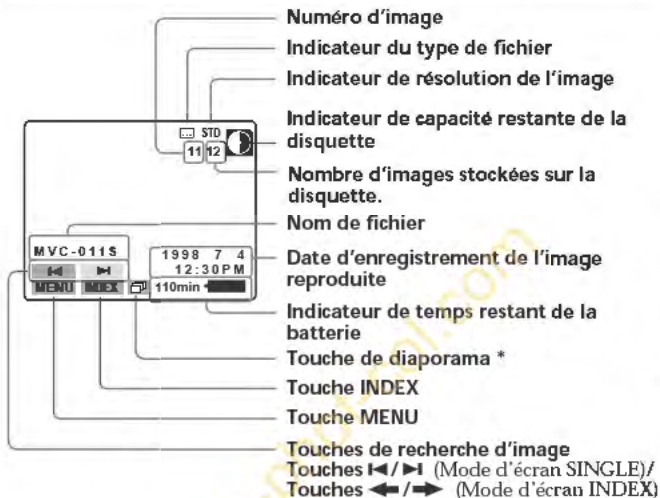 Numéro d'image
Indicateur du type de fichier
Indicateur de résolution de l'image
Indicateur de capacité restante de la
disquette
Nombre d'images stockées sur la
disquette.
Nom de fichier
Date d'enregistrement de l'image
reproduite
Indicateur de temps restant de la
batterie
Touche de diaporama *
Touche INDEX
Touche MENU
Touches de recherche d'image
Touches I◄/►I (Mode d'écran SINGLE)/
Touches ←/→ (Mode d'écran INDEX)
... STD
11 12
MVC-011S
I◄ ►I
MENU INDEX
1998 7 4
12:30PM
110min